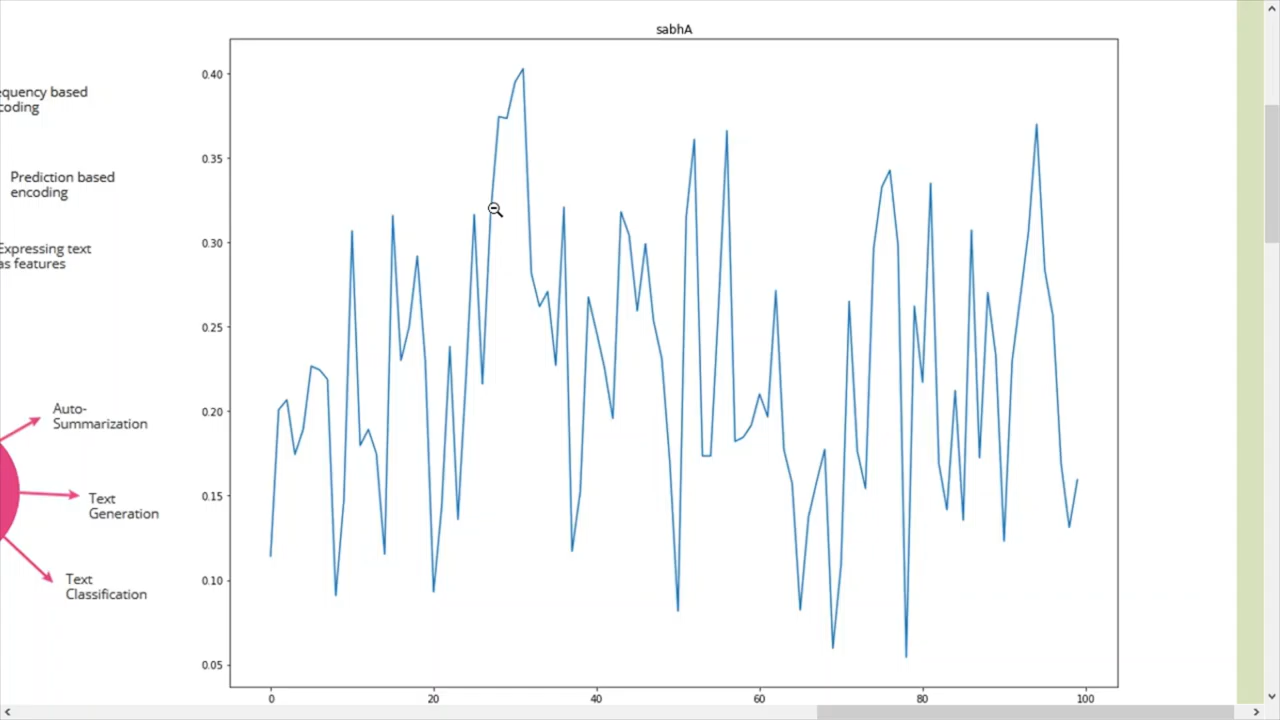 sabhA
equency based
coding
Prediction based
encoding
Expressing text
as features
Auto-
Summarization
Text
Generation
Text
Classification
0.40
0.35
0.30
0.25
0.20
0.15
0.10
0.05
0 20 40 60 80 100